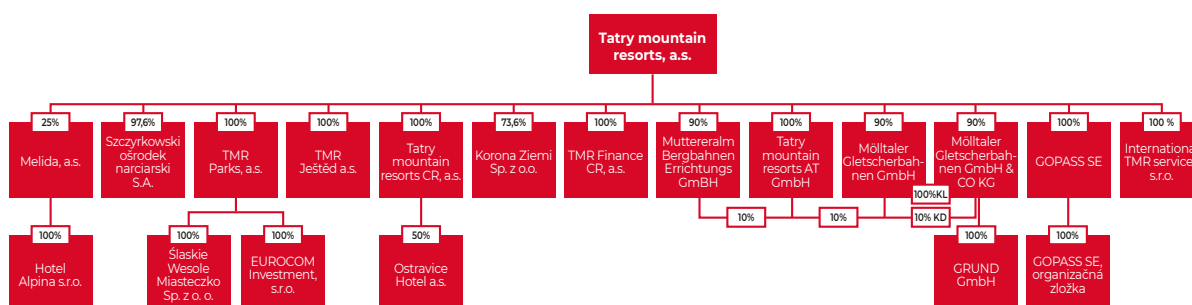 Tatry mountain
resorts, a.s.
25%
Melida, a.s.
97,6%
Szczyrkowski
ośrodek
narciarski
S.A.
100%
TMR
Parks, a.s.
100%
TMR
Ješťěd a.s.
100%
Tatry
mountain
resorts CR, a.s.
73,6%
Korona Ziemi
Sp. z o.o.
100%
TMR Finance
CR, a.s.
90%
Muttereralm
Bergbahnen
Errichtungs
GmBH
100%
Tatry
mountain
resorts AT
GmbH
90%
Mölltaler
Gletscherbah-
nen GmbH
90%
Mölltaler
Gletscherbah-
nen GmbH &
CO KG
100%
GOPASS SE
100 %
International
TMR services
s.r.o.
100%KL
10%
10%
10% KD
100%
Hotel
Alpina s.r.o.
100%
Ślaskie
Wesole
Miasteczko
Sp. z o. o.
100%
EUROCOM
Investment,
s.r.o.
50%
Ostravice
Hotel a.s.
100%
GRUND
GmbH
100%
GOPASS SE,
organizačná
zložka